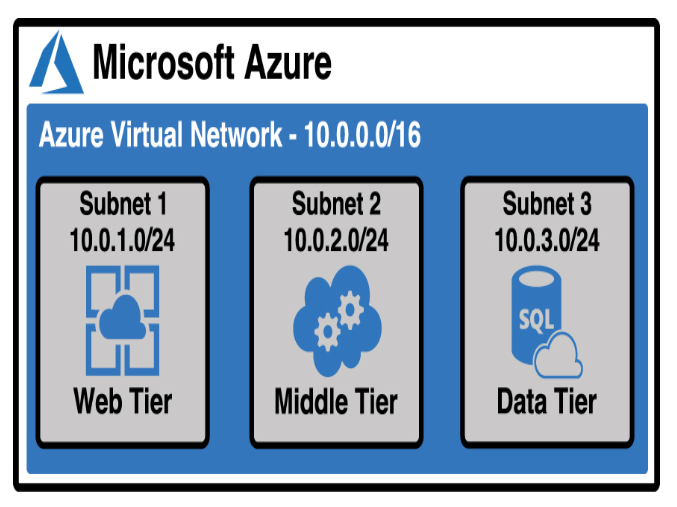 Microsoft Azure
Azure Virtual Network - 10.0.0.0/16
Subnet 1
10.0.1.0/24
Web Tier
Subnet 2
10.0.2.0/24
Middle Tier
Subnet 3
10.0.3.0/24
SQL
Data Tier